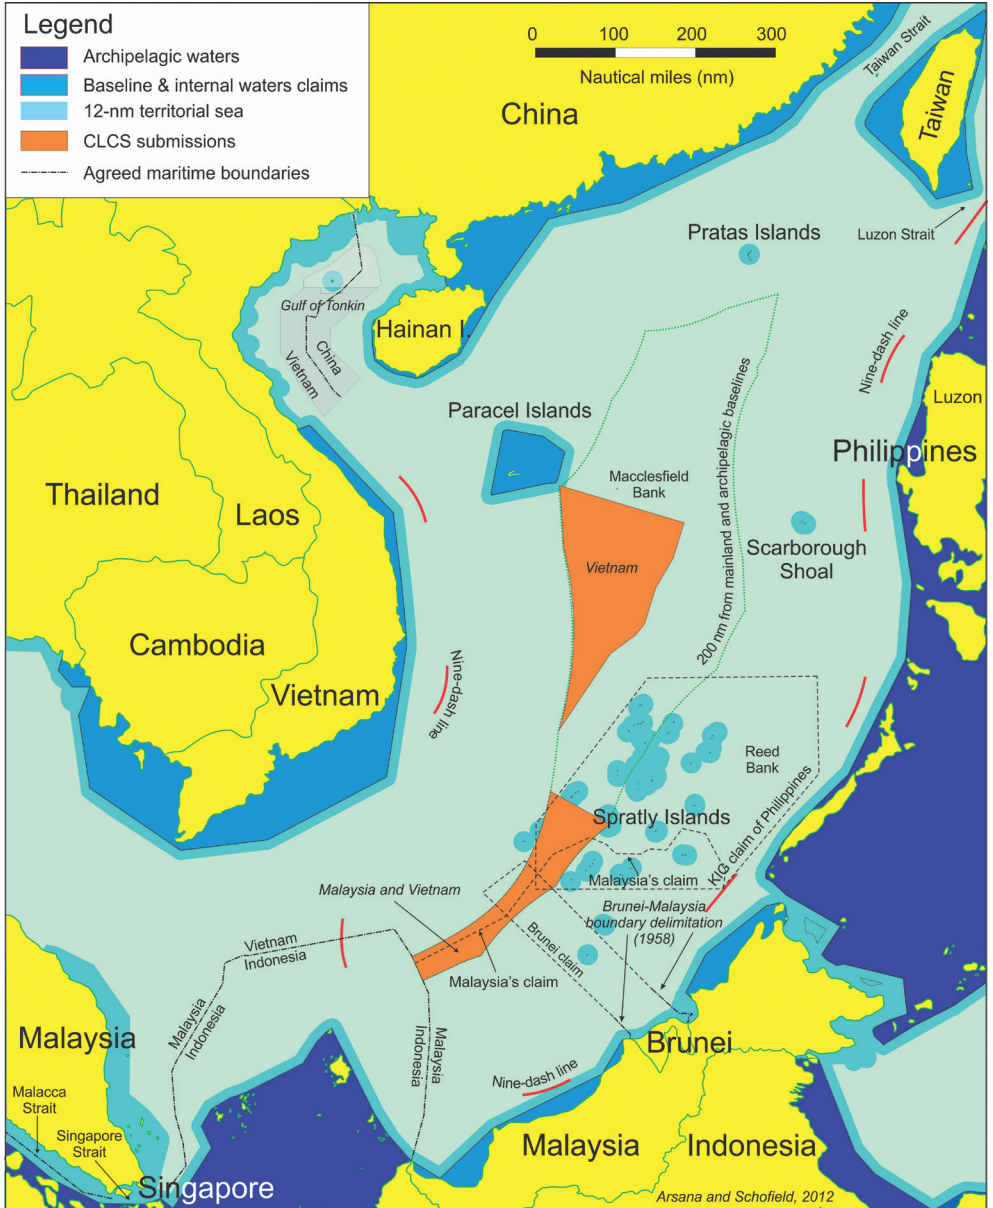 Legend
Archipelagic waters
Baseline & internal waters claims
12-nm territorial sea
CLCS submissions
Agreed maritime boundaries
0 100 200 300
Nautical miles (nm)
Taiwan Strait
China
Taiwan
Luzon Strait
Pratas Islands
Gulf of Tonkin
Hainan I.
China
Vietnam
Nine-dash line
Luzon
Paracel Islands
Philippines
Macclesfield
Bank
200 nm from mainland and archipelagic baselines
Thailand
Laos
Scarborough
Shoal
Vietnam
Cambodia
Vietnam
Nine-dash line
Reed
Bank
Spratly Islands
KIG claim of Philippines
Malaysia's claim
Malaysia and Vietnam
Brunei-Malaysia
boundary delimitation
(1958)
Brunei claim
Vietnam
Indonesia
Malaysia's claim
Malaysia
Indonesia
Malaysia
Indonesia
Malaysia
Brunei
Nine-dash line
Malacca
Strait
Singapore
Strait
Malaysia
Indonesia
Singapore
Arsana and Schofield, 2012